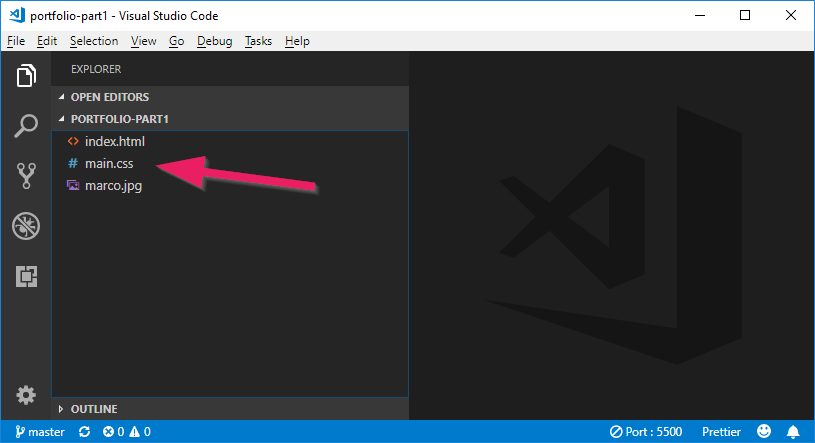 portfolio-part1 - Visual Studio Code
File Edit Selection View Go Debug Tasks Help
EXPLORER
OPEN EDITORS
PORTFOLIO-PART1
<> index.html
# main.css
marco.jpg
OUTLINE
master 0 0 Port : 5500 Prettier